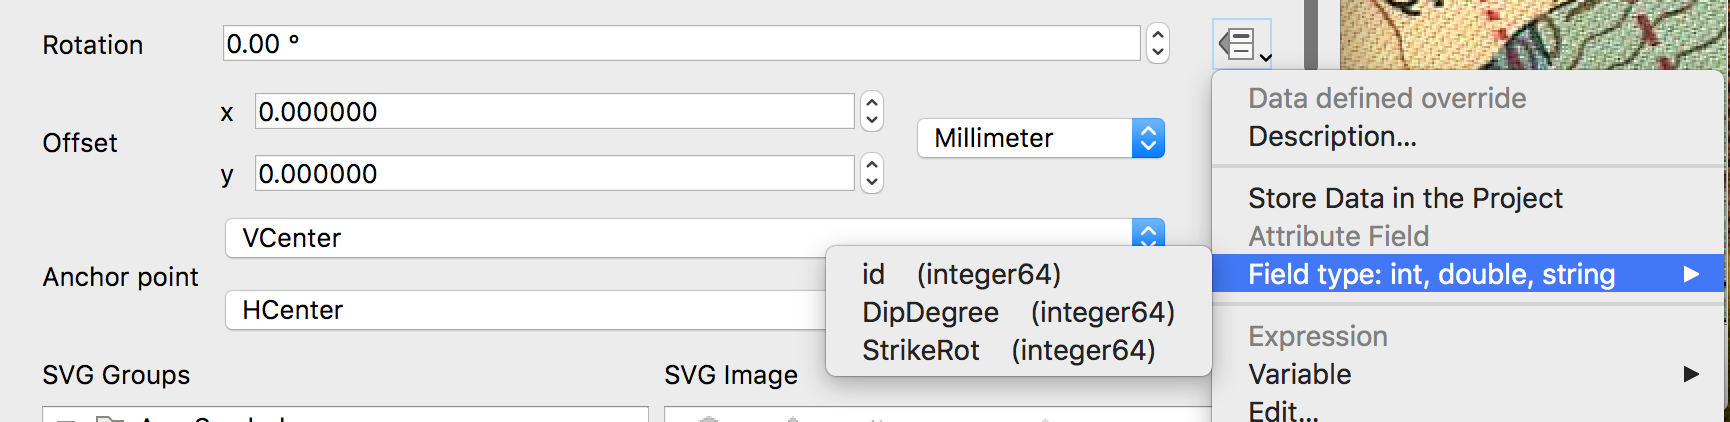 Rotation
0.00 °
Offset
x
0.000000
Millimeter
y
0.000000
Anchor point
VCenter
HCenter
SVG Groups
SVG Image
Data defined override
Description...
Store Data in the Project
Attribute Field
Field type: int, double, string
id (integer64)
DipDegree (integer64)
StrikeRot (integer64)
Expression
Variable
Edit...